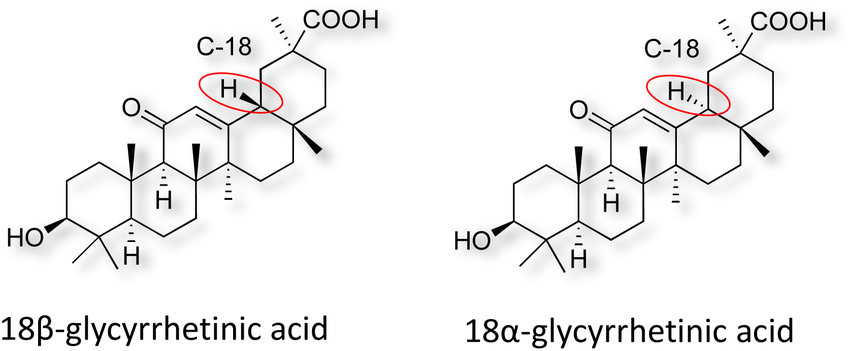 COOH
C-18
H
O
H
HO
H
18β-glycyrrhetinic acid
COOH
C-18
H
O
H
HO
H
18α-glycyrrhetinic acid